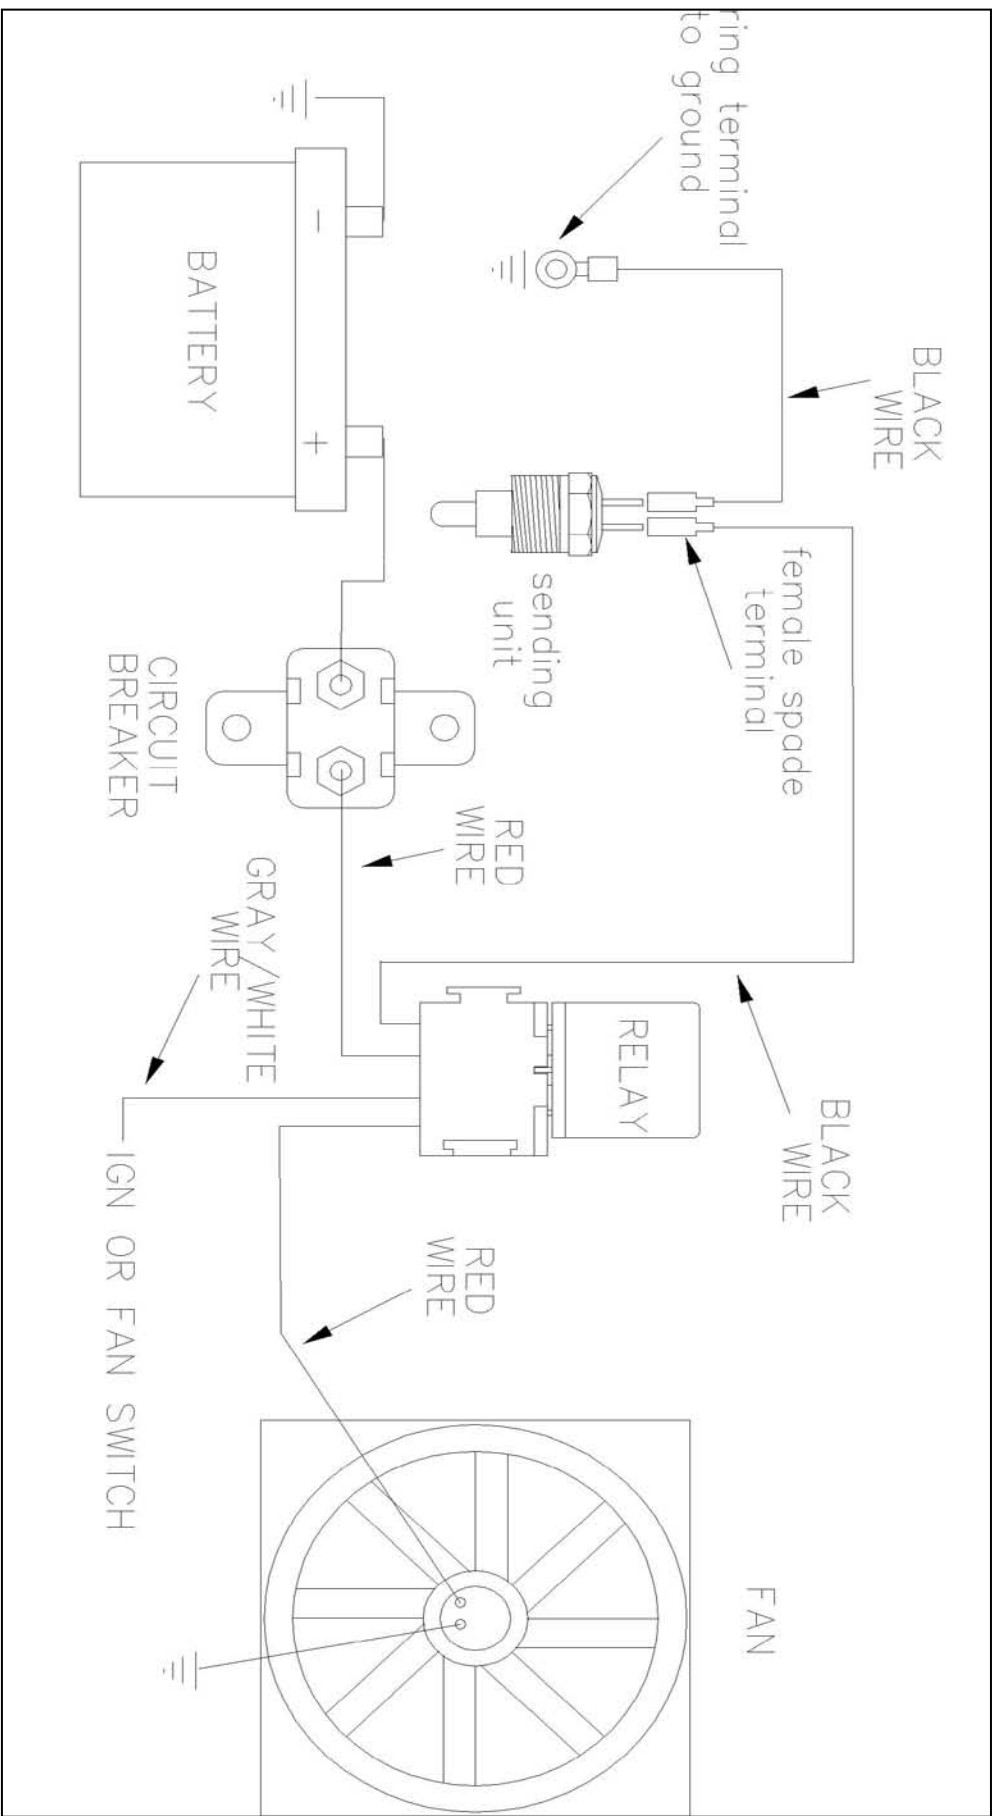 ring terminal
to ground
BLACK
WIRE
female spade
terminal
sending
unit
BATTERY
-
+
CIRCUIT
BREAKER
RED
WIRE
GRAY/WHITE
WIRE
RELAY
BLACK
WIRE
RED
WIRE
IGN OR FAN SWITCH
FAN